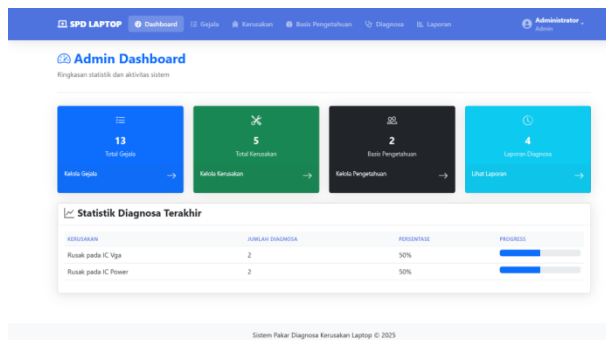 SPD LAPTOP Dashboard Gejala Kerusakan Basis Pengetahuan Diagnosa Laporan Administrator
Admin
Admin Dashboard
Ringkasan statistik dan aktivitas sistem
13 5 2 4
Total Gejala Total Kerusakan Basis Pengetahuan Laporan Diagnosa
Kelola Gejala → Kelola Kerusakan → Kelola Pengetahuan → Lihat Laporan →
Statistik Diagnosa Terakhir
KERUSAKAN JUMLAH DIAGNOSA PERSENTASE PROGRESS
Rusak pada IC Vga 2 50%
Rusak pada IC Power 2 50%
Sistem Pakar Diagnosa Kerusakan Laptop © 2025